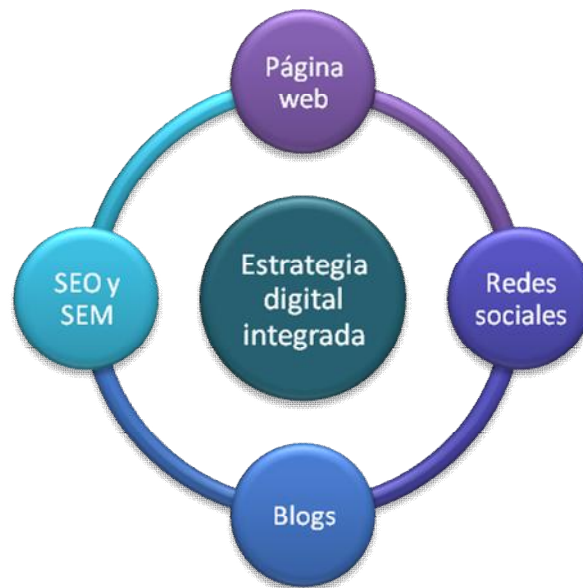 Página
web
SEO y
SEM
Estrategia
digital
integrada
Redes
sociales
Blogs